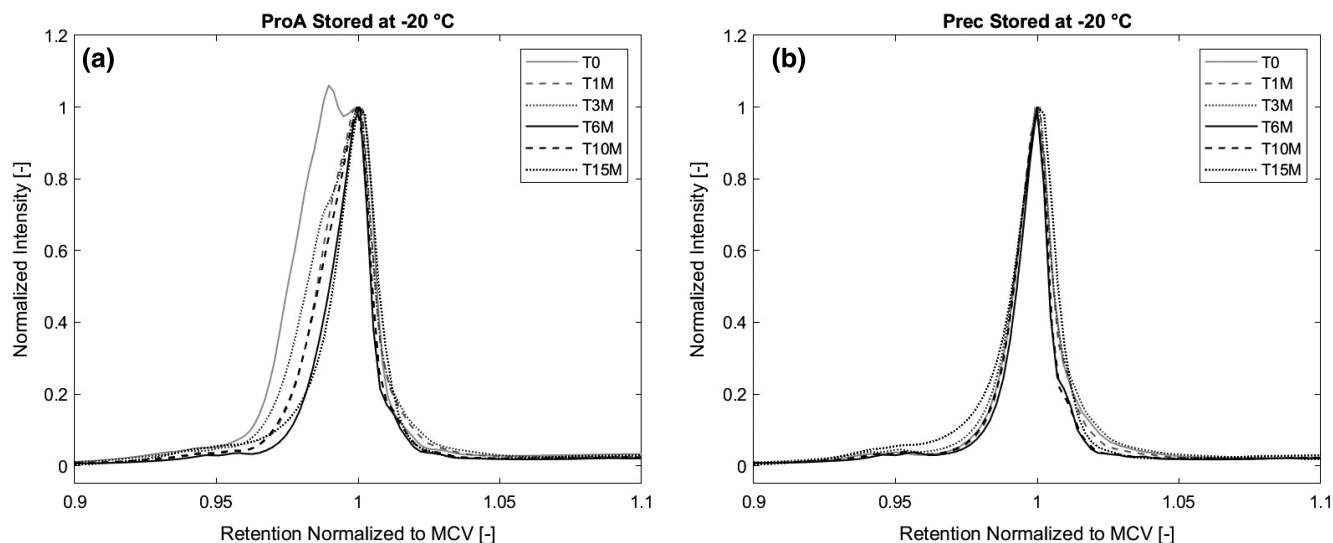 ProA Stored at -20 °C
(a)
T0
T1M
T3M
T6M
T10M
T15M
1.2
1
0.8
0.6
0.4
0.2
0
Normalized Intensity [-]
0.9
0.95
1
1.05
1.1
Retention Normalized to MCV [-]
Prec Stored at -20 °C
(b)
T0
T1M
T3M
T6M
T10M
T15M
1.2
1
0.8
0.6
0.4
0.2
0
Normalized Intensity [-]
0.9
0.95
1
1.05
1.1
Retention Normalized to MCV [-]